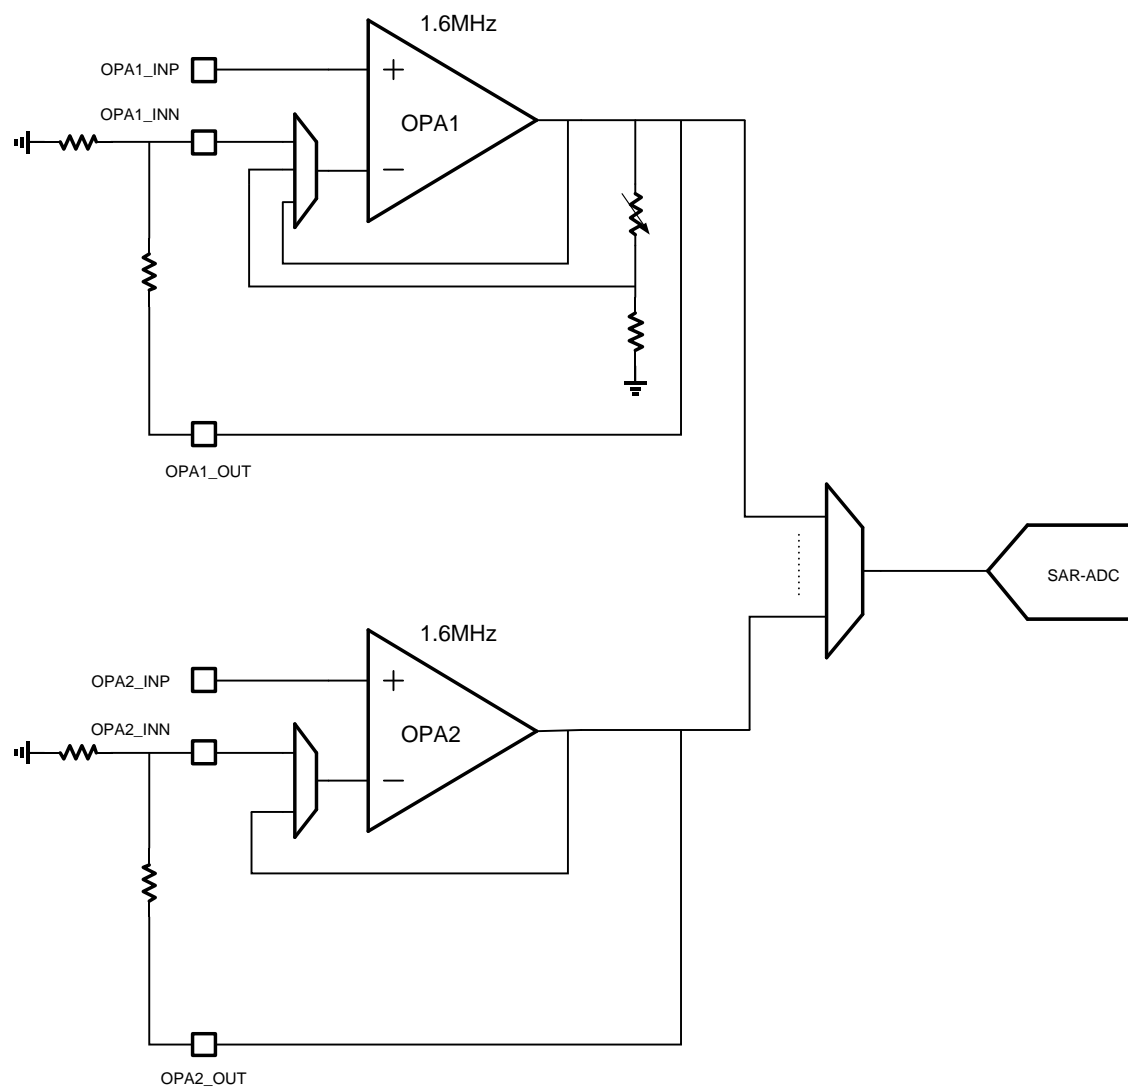 1.6MHz
OPA1_INP
OPA1_INN
+
OPA1
−
OPA1_OUT
SAR-ADC
1.6MHz
OPA2_INP
+
OPA2_INN
OPA2
−
OPA2_OUT